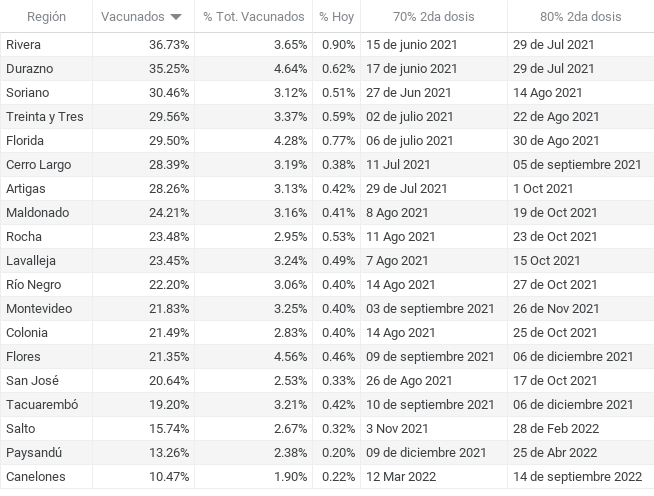 Región Vacunados % Tot. Vacunados % Hoy 70% 2da dosis 80% 2da dosis
Rivera 36.73% 3.65% 0.90% 15 de junio 2021 29 de Jul 2021
Durazno 35.25% 4.64% 0.62% 17 de junio 2021 29 de Jul 2021
Soriano 30.46% 3.12% 0.51% 27 de Jun 2021 14 Ago 2021
Treinta y Tres 29.56% 3.37% 0.59% 02 de julio 2021 22 de Ago 2021
Florida 29.50% 4.28% 0.77% 06 de julio 2021 30 de Ago 2021
Cerro Largo 28.39% 3.19% 0.38% 11 Jul 2021 05 de septiembre 2021
Artigas 28.26% 3.13% 0.42% 29 de Jul 2021 1 Oct 2021
Maldonado 24.21% 3.16% 0.41% 8 Ago 2021 19 de Oct 2021
Rocha 23.48% 2.95% 0.53% 11 Ago 2021 23 de Oct 2021
Lavalleja 23.45% 3.24% 0.49% 7 Ago 2021 15 Oct 2021
Río Negro 22.20% 3.06% 0.40% 14 Ago 2021 27 de Oct 2021
Montevideo 21.83% 3.25% 0.40% 03 de septiembre 2021 26 de Nov 2021
Colonia 21.49% 2.83% 0.40% 14 Ago 2021 25 de Oct 2021
Flores 21.35% 4.56% 0.46% 09 de septiembre 2021 06 de diciembre 2021
San José 20.64% 2.53% 0.33% 26 de Ago 2021 17 de Oct 2021
Tacuarembó 19.20% 3.21% 0.42% 10 de septiembre 2021 06 de diciembre 2021
Salto 15.74% 2.67% 0.32% 3 Nov 2021 28 de Feb 2022
Paysandú 13.26% 2.38% 0.20% 09 de diciembre 2021 25 de Abr 2022
Canelones 10.47% 1.90% 0.22% 12 Mar 2022 14 de septiembre 2022